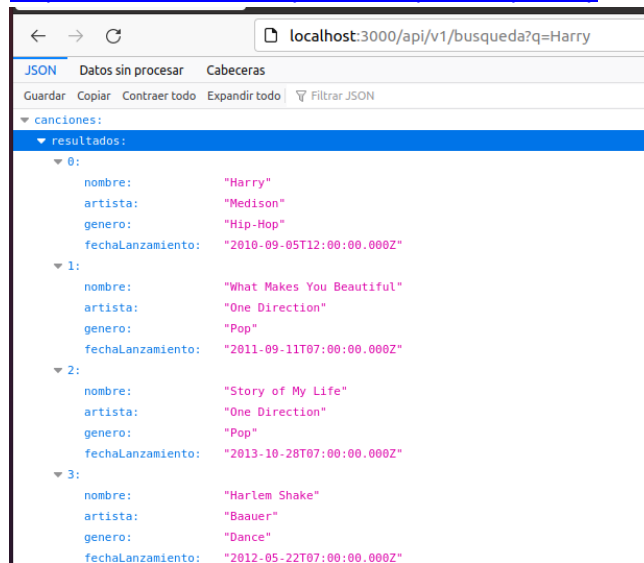 localhost:3000/api/v1/busqueda?q=Harry
JSON Datos sin procesar Cabeceras
Guardar Copiar Contraer todo Expandir todo Filtrar JSON
canciones:
resultados:
0:
nombre: "Harry"
artista: "Medison"
genero: "Hip-Hop"
fechaLanzamiento: "2010-09-05T12:00:00.000Z"
1:
nombre: "What Makes You Beautiful"
artista: "One Direction"
genero: "Pop"
fechaLanzamiento: "2011-09-11T07:00:00.000Z"
2:
nombre: "Story of My Life"
artista: "One Direction"
genero: "Pop"
fechaLanzamiento: "2013-10-28T07:00:00.000Z"
3:
nombre: "Harlem Shake"
artista: "Baauer"
genero: "Dance"
fechaLanzamiento: "2012-05-22T07:00:00.000Z"